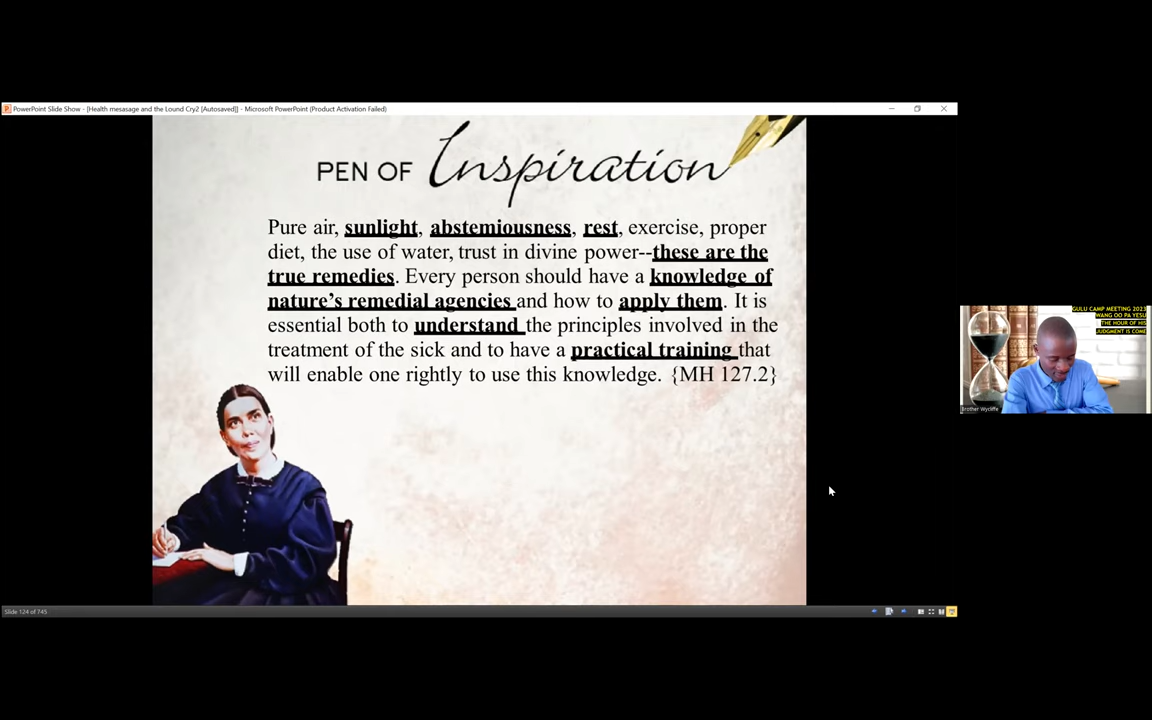 PowerPoint Slide Show - [Health mesasage and the Lound Cry2 [Autosaved]] - Microsoft PowerPoint (Product Activation Failed)
PEN OF Inspiration
Pure air, sunlight, abstemiousness, rest, exercise, proper
diet, the use of water, trust in divine power--these are the
true remedies. Every person should have a knowledge of
nature’s remedial agencies and how to apply them. It is
essential both to understand the principles involved in the
treatment of the sick and to have a practical training that
will enable one rightly to use this knowledge. {MH 127.2}
GULU CAMP MEETING 2023
WANG OO PA YESU
THE HOUR OF HIS
JUDGMENT IS COME
Brother Wycliffe
Slide 124 of 745